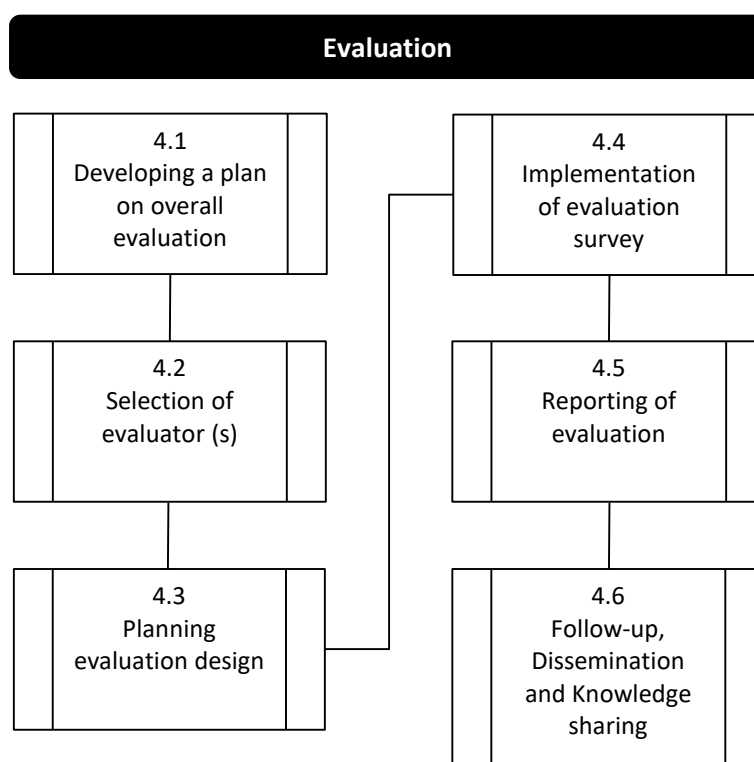 Evaluation
4.1
Developing a plan
on overall
evaluation
4.2
Selection of
evaluator (s)
4.3
Planning
evaluation design
4.4
Implementation
of evaluation
survey
4.5
Reporting of
evaluation
4.6
Follow-up,
Dissemination
and Knowledge
sharing